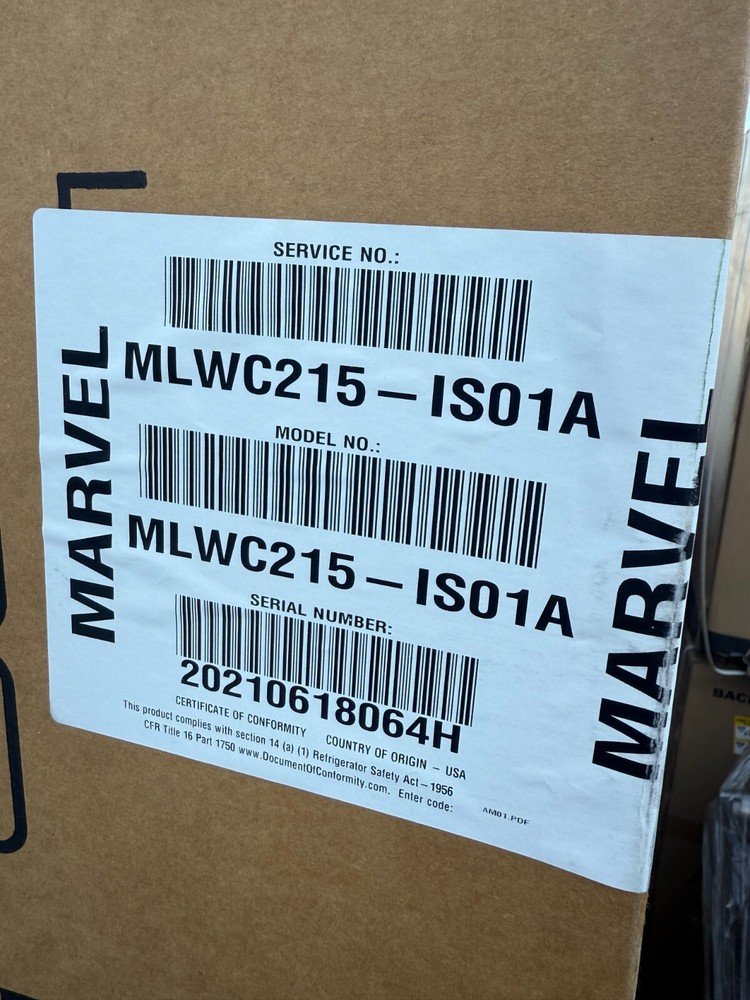 SERVICE NO.:
MLWC215-IS01A
MODEL NO.:
MLWC215-IS01A
SERIAL NUMBER:
20210618064H
CERTIFICATE OF CONFORMITY COUNTRY OF ORIGIN - USA
This product complies with section 14 (a) (1) Refrigerator Safety Act-1956
CFR Title 16 Part 1750 www.DocumentOfConformity.com. Enter code: AM01.PDF
MARVEL
MARVEL